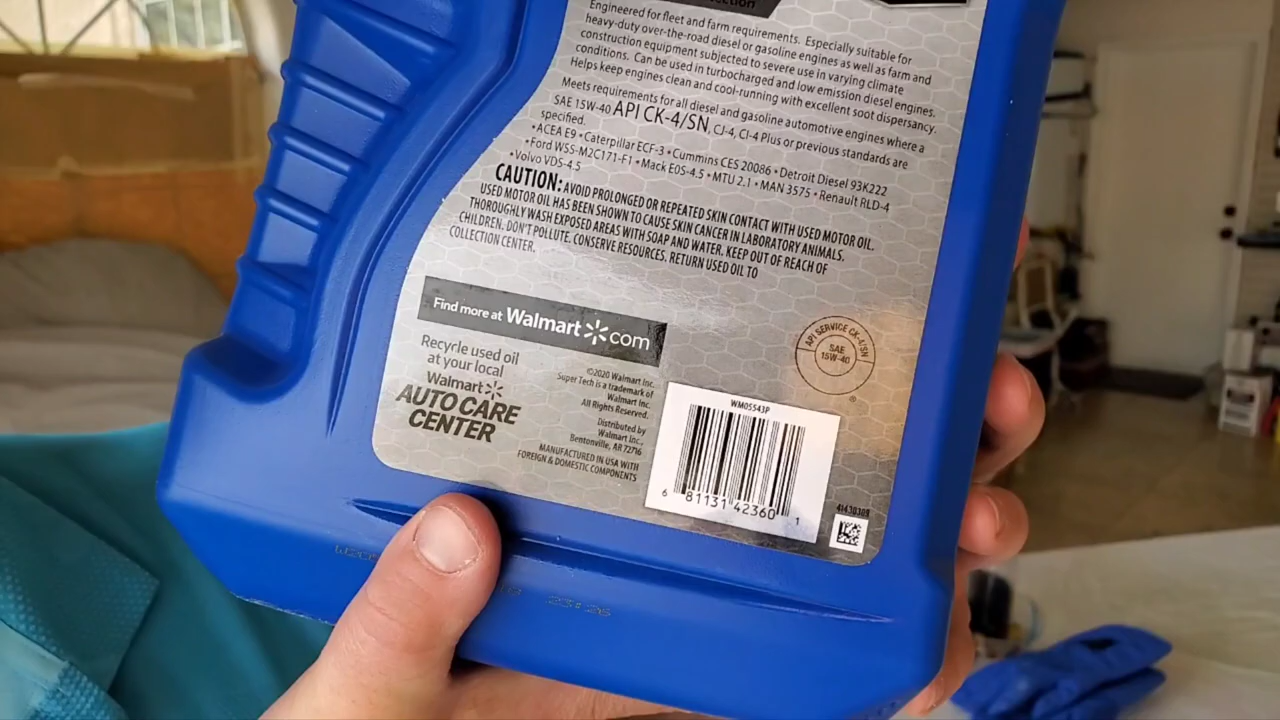 Engineered for fleet and farm requirements. Especially suitable for
heavy-duty over-the-road diesel or gasoline engines as well as farm and
construction equipment subjected to severe use in varying climate
conditions. Can be used in turbocharged and low emission diesel engines.
Helps keep engines clean and cool-running with excellent soot dispersancy.
Meets requirements for all diesel and gasoline automotive engines where a
SAE 15W-40 API CK-4/SN, CJ-4, CI-4 Plus or previous standards are
specified.
•ACEA E9 •Caterpillar ECF-3 •Cummins CES 20086 •Detroit Diesel 93K222
•Ford WSS-M2C171-F1 •Mack EOS-4.5 •MTU 2.1 •MAN 3575 •Renault RLD-4
•Volvo VDS-4.5
CAUTION: AVOID PROLONGED OR REPEATED SKIN CONTACT WITH USED MOTOR OIL.
USED MOTOR OIL HAS BEEN SHOWN TO CAUSE SKIN CANCER IN LABORATORY ANIMALS.
THOROUGHLY WASH EXPOSED AREAS WITH SOAP AND WATER. KEEP OUT OF REACH OF
CHILDREN. DON'T POLLUTE. CONSERVE RESOURCES. RETURN USED OIL TO
COLLECTION CENTER.
Find more at Walmart.com
Recycle used oil
at your local
Walmart
AUTO CARE
CENTER
©2020 Walmart Inc.
Super Tech is a trademark of
Walmart Inc.
All Rights Reserved.
Distributed by
Walmart Inc.,
Bentonville, AR 72716
MANUFACTURED IN USA WITH
FOREIGN & DOMESTIC COMPONENTS
API SERVICE CK-4/SN
SAE
15W-40
®
WM05543P
6 81131 42360 1
41430309